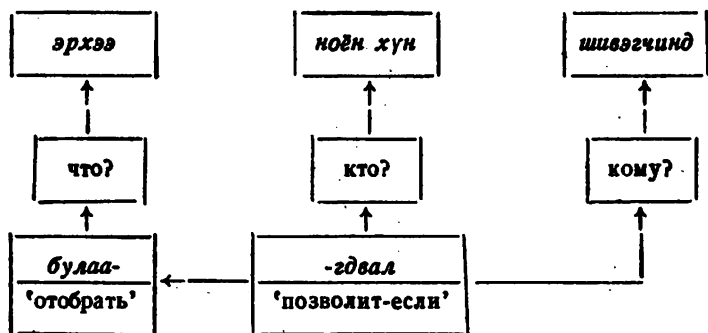 эрхээ ноён хүн шивэгчинд
что? кто? кому?
булаа- -гдвал
‘отобрать’ ‘позволит-если’